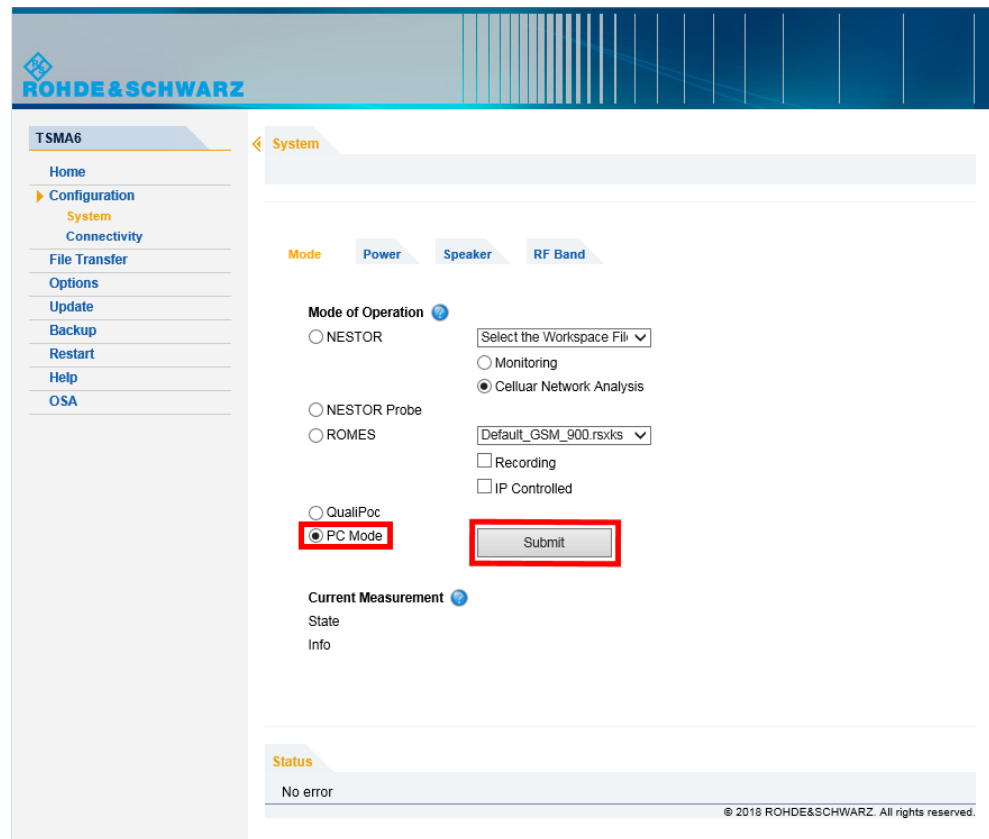 ROHDE&SCHWARZ
TSMA6
Home
Configuration
System
Connectivity
File Transfer
Options
Update
Backup
Restart
Help
OSA
System
Mode Power Speaker RF Band
Mode of Operation
NESTOR Select the Workspace Fil
Monitoring
Celluar Network Analysis
NESTOR Probe
ROMES Default_GSM_900.rsxks
Recording
IP Controlled
QualiPoc
PC Mode
Submit
Current Measurement
State
Info
Status
No error
© 2018 ROHDE&SCHWARZ. All rights reserved.